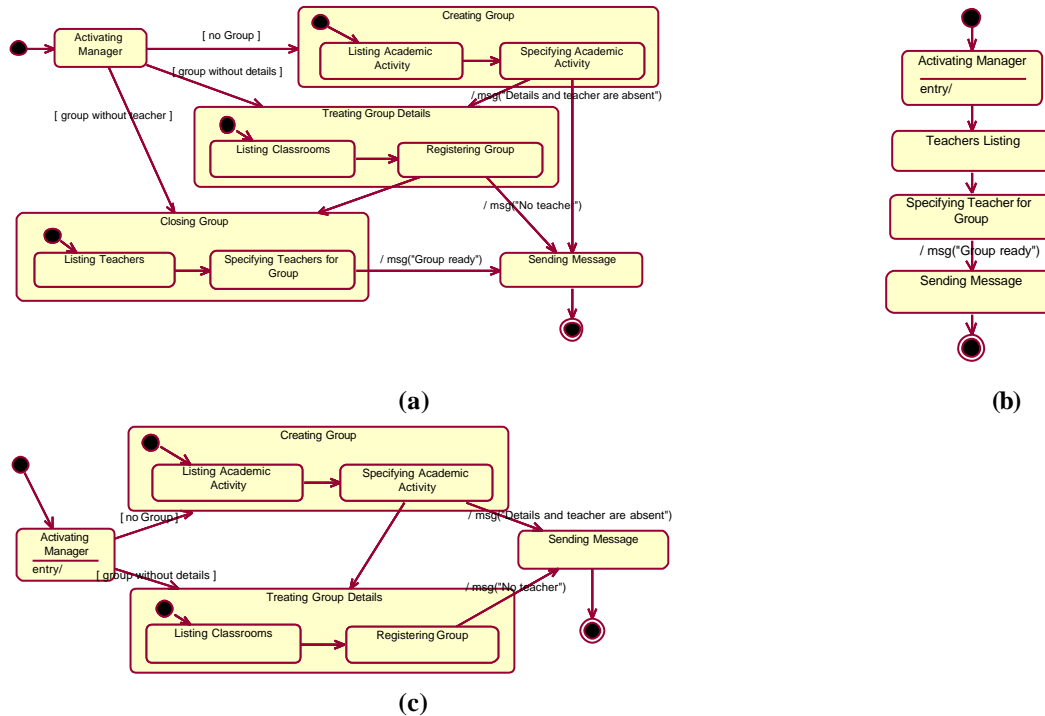 Creating Group
Activating
Manager
[ no Group ]
Listing Academic
Activity
Specifying Academic
Activity
[ group without details ]
/ msg("Details and teacher are absent")
[ group without teacher ]
Treating Group Details
Listing Classrooms
Registering Group
/ msg("No teacher")
Closing Group
Listing Teachers
Specifying Teachers for
Group
/ msg("Group ready")
Sending Message
(a)
Activating Manager
entry/
Teachers Listing
Specifying Teacher for
Group
/ msg("Group ready")
Sending Message
(b)
Creating Group
Listing Academic
Activity
Specifying Academic
Activity
[ no Group ]
/ msg("Details and teacher are absent")
Activating
Manager
entry/
Sending Message
[ group without details ]
/ msg("No teacher")
Treating Group Details
Listing Classrooms
Registering Group
(c)